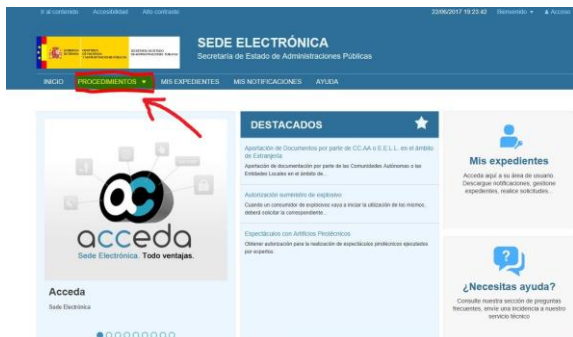 Ir al contenido Accesibilidad Alto contraste
22/06/2017 19:23:42 Bienvenido Acceso
SEDE ELECTRÓNICA
Secretaría de Estado de Administraciones Públicas
INICIO PROCEDIMIENTOS MIS EXPEDIENTES MIS NOTIFICACIONES AYUDA
acceda
Sede Electrónica. Todo ventajas.
Acceda
Sede Electrónica
DESTACADOS
Aportación de Documentos por parte de CC.AA o E.E.L.L. en el ámbito
de Extranjería
Aportación de documentación por parte de las Comunidades Autónomas o las
Entidades Locales en el ámbito de...
Autorización suministro de explosivo
Cuando un consumidor de explosivos vaya a iniciar la utilización de los mismos,
deberá solicitar la correspondiente...
Espectáculos con Artificios Pirotécnicos
Obtener autorización para la realización de espectáculos pirotécnicos ejecutados
por expertos.
Mis expedientes
Acceda aquí a su área de usuario.
Descargue notificaciones, gestione
expedientes, realice solicitudes...
¿Necesitas ayuda?
Consulte nuestra sección de preguntas
frecuentes, envíe una incidencia a nuestro
servicio técnico